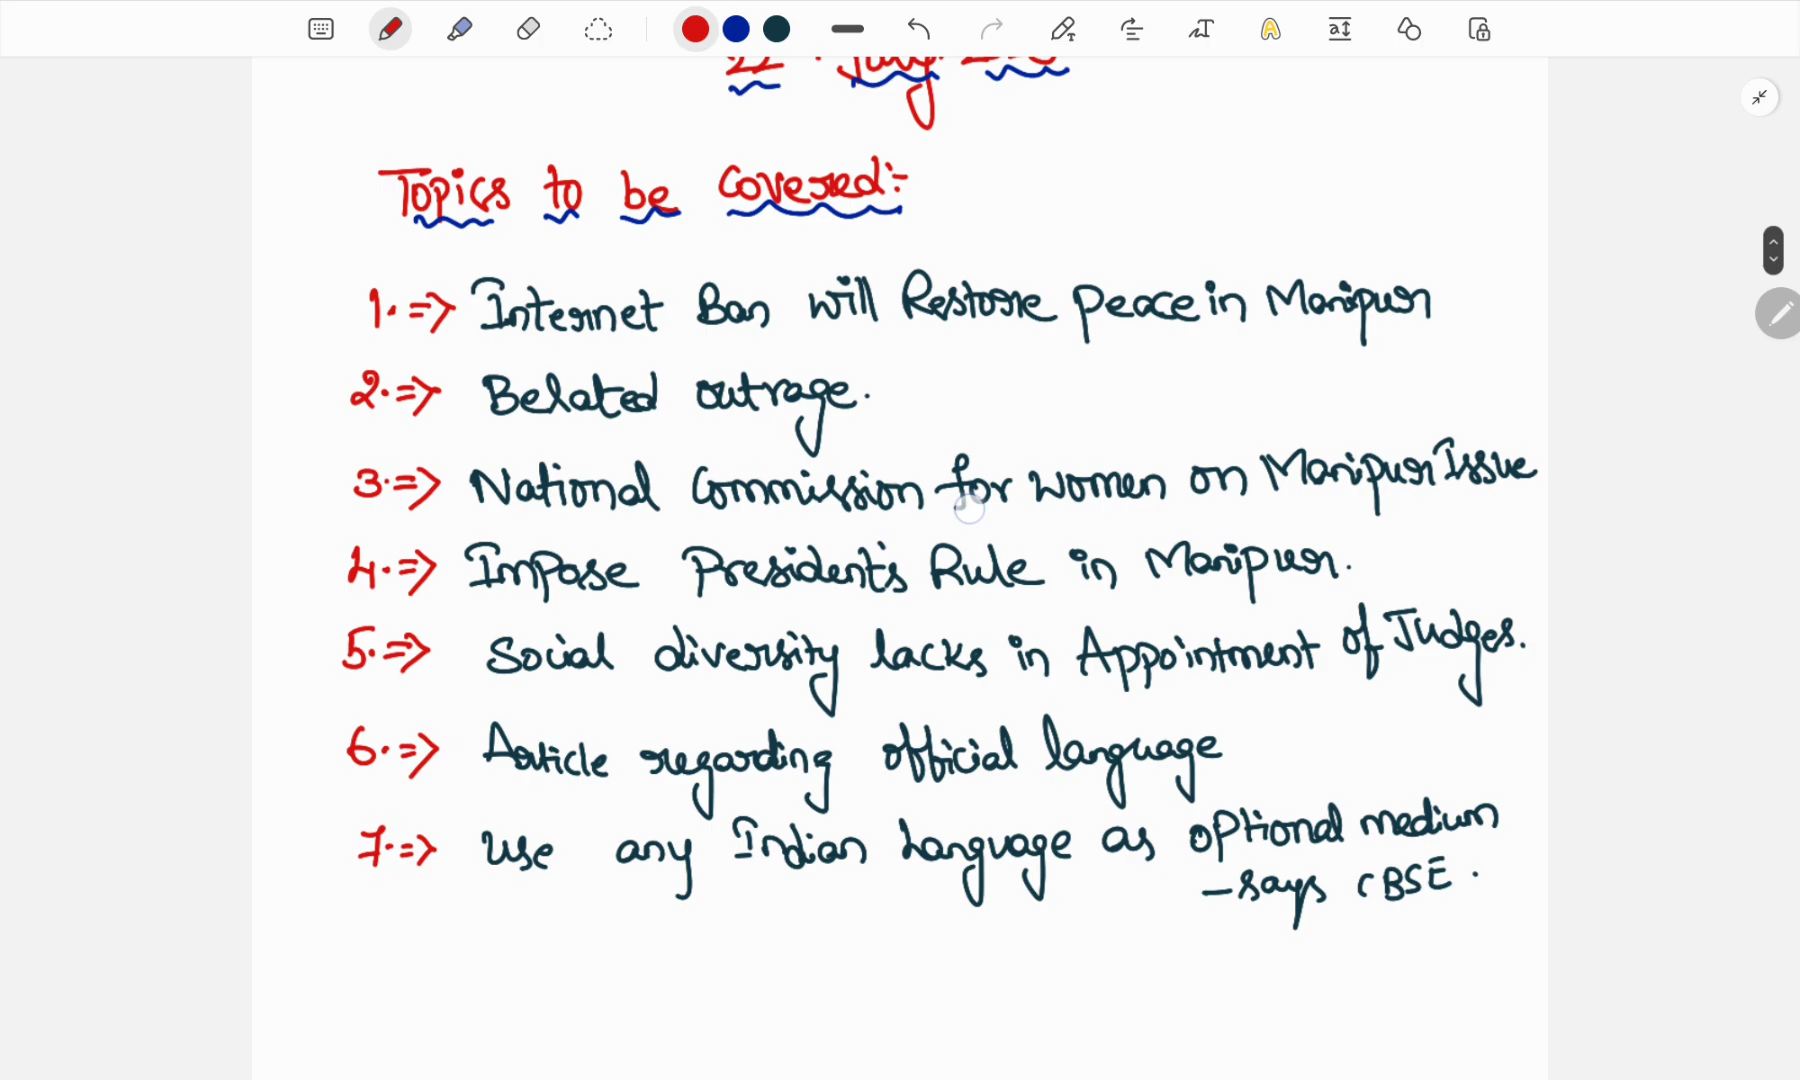 July
Topics to be Covered:-
1. => Internet Ban will Restore Peace in Manipur
2. => Belated outrage.
3. => National Commission for women on Manipur Issue
4. => Impose President's Rule in Manipur.
5. => Social diversity lacks in Appointment of Judges.
6. => Article regarding official language
7. => Use any Indian language as optional medium
- says CBSE.